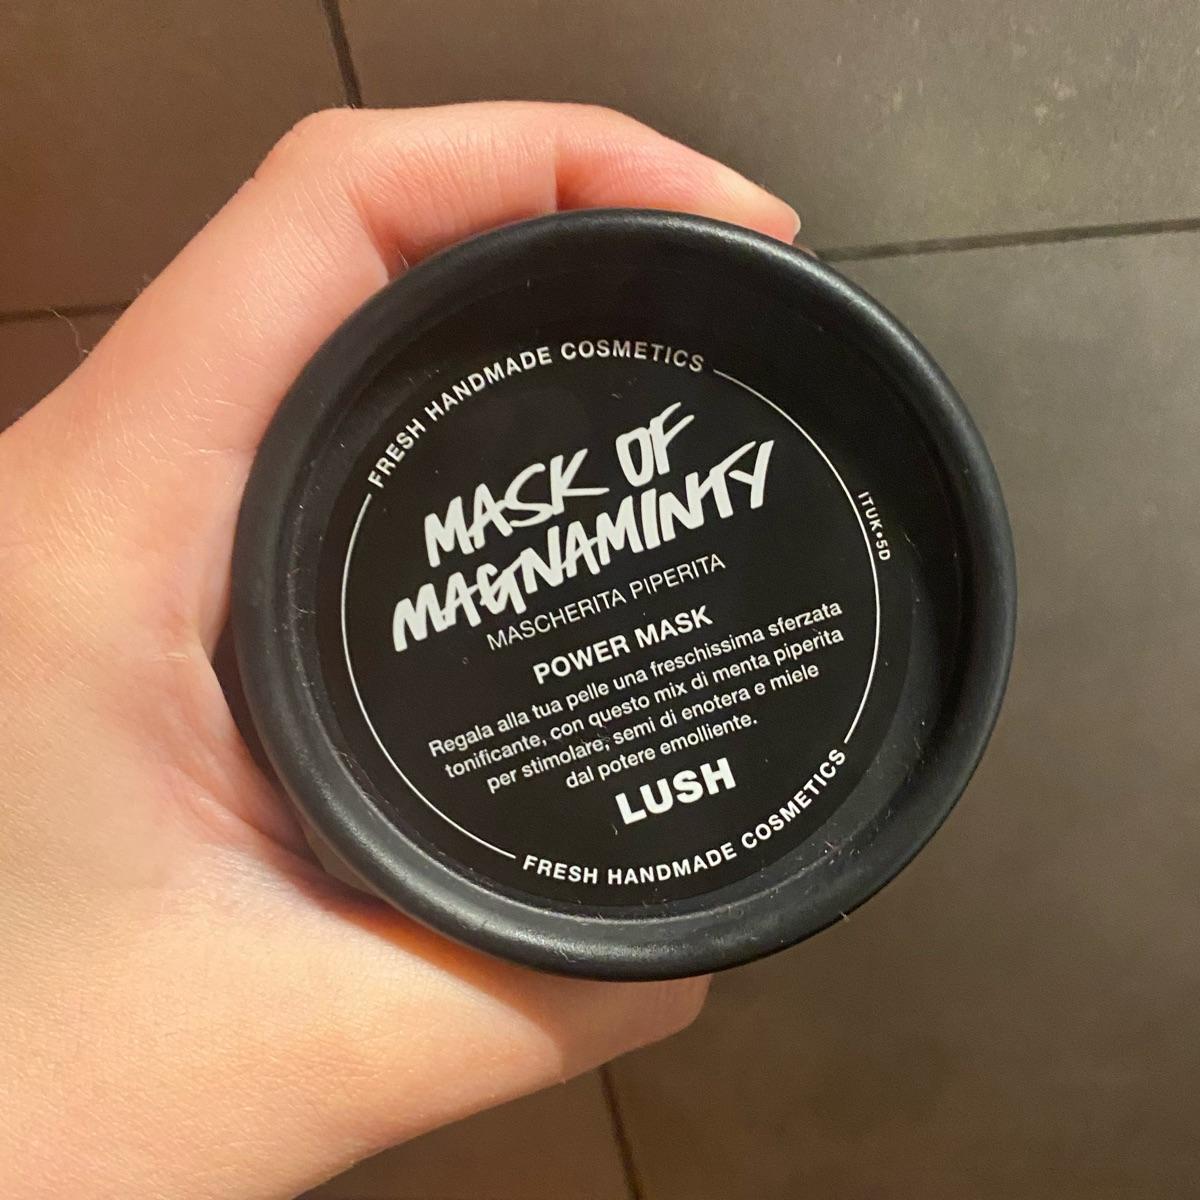 FRESH HANDMADE COSMETICS
MASK OF
MAGNAMINTY
MASCHERITA PIPERITA
POWER MASK
Regala alla tua pelle una freschissima sferzata
tonificante, con questo mix di menta piperita
per stimolare, semi di enotera e miele
dal potere emolliente.
LUSH
FRESH HANDMADE COSMETICS
ITUK•5D